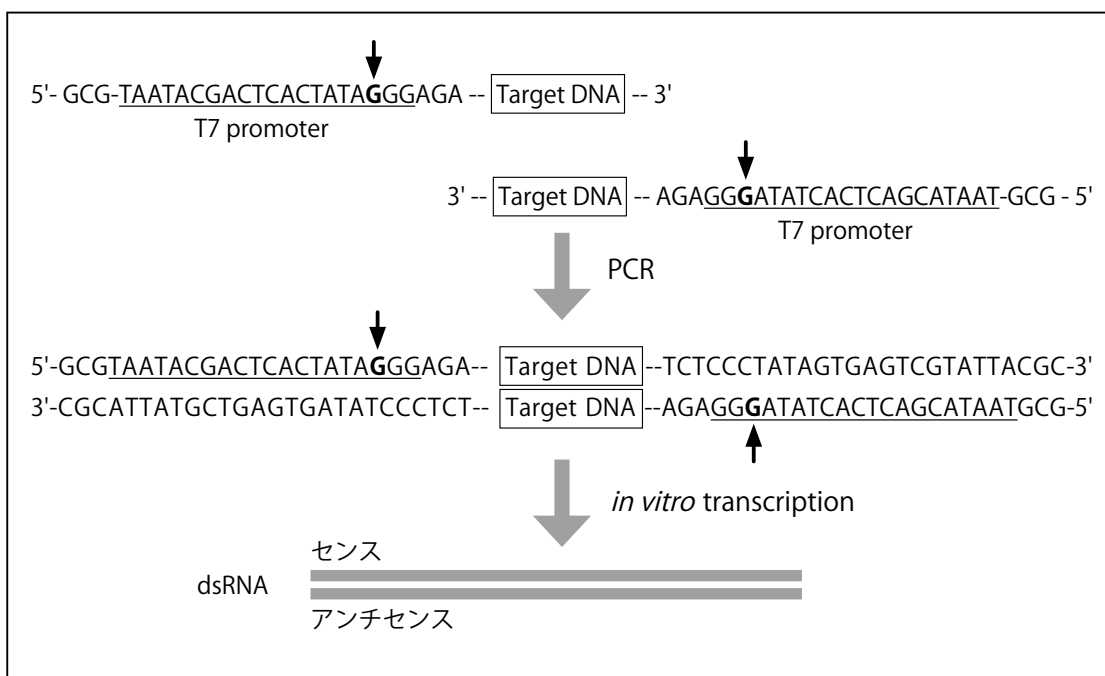 5'- GCG-TAATACGACTCACTATAGGGAGA -- Target DNA -- 3'
T7 promoter
3' -- Target DNA -- AGAGGGATATCACTCAGCATAAT-GCG - 5'
T7 promoter
PCR
5'-GCGTAATACGACTCACTATAGGGAGA-- Target DNA --TCTCCCTATAGTGAGTCGTATTACGC-3'
3'-CGCATTATGCTGAGTGATATCCCTCT-- Target DNA --AGAGGGATATCACTCAGCATAATGCG-5'
in vitro transcription
センス
dsRNA
アンチセンス